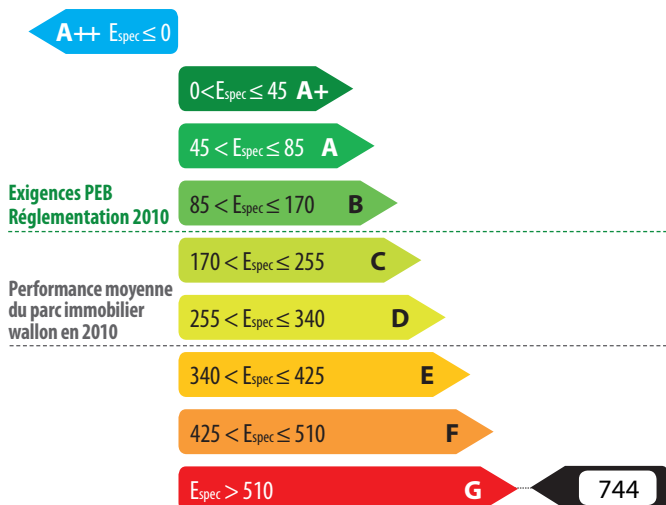 A++ Espec ≤ 0
0<Espec ≤ 45 A+
45 < Espec ≤ 85 A
Exigences PEB
Réglementation 2010
85 < Espec ≤ 170 B
170 < Espec ≤ 255 C
Performance moyenne
du parc immobilier
wallon en 2010
255 < Espec ≤ 340 D
340 < Espec ≤ 425 E
425 < Espec ≤ 510 F
Espec > 510 G 744